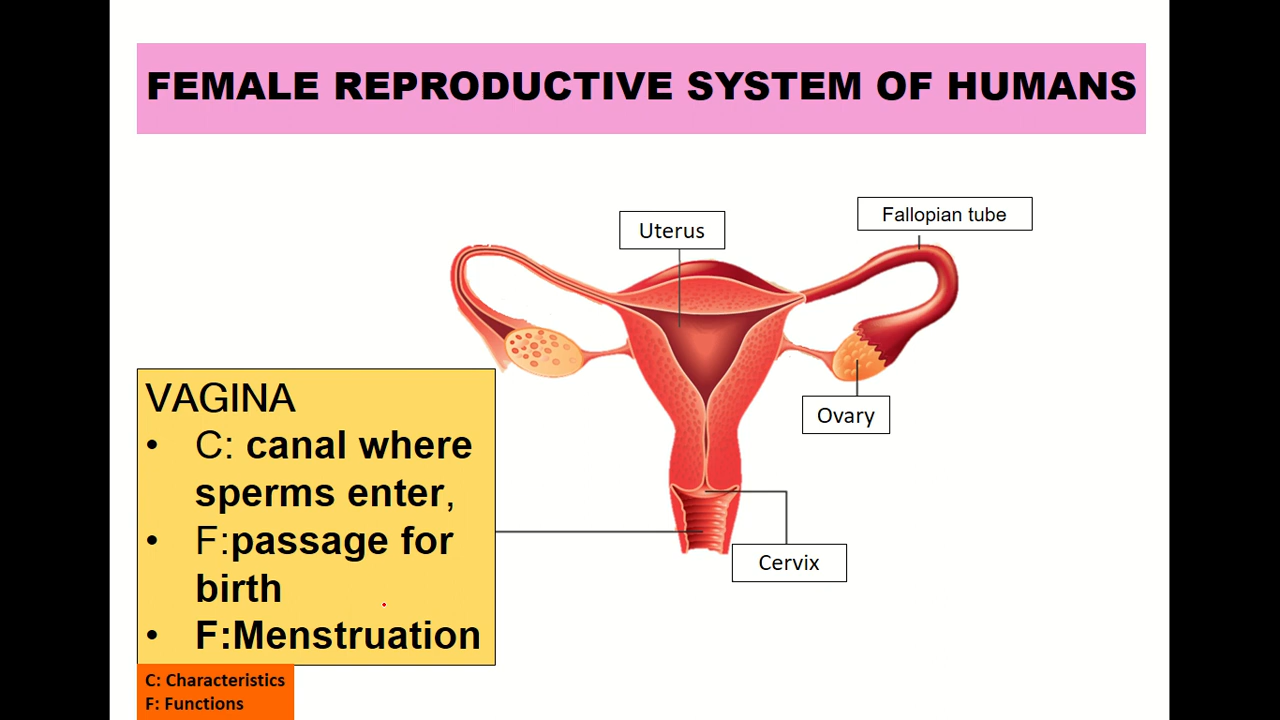 FEMALE REPRODUCTIVE SYSTEM OF HUMANS
Fallopian tube
Uterus
Ovary
Cervix
VAGINA
• C: canal where
sperms enter,
• F:passage for
birth
• F:Menstruation
C: Characteristics
F: Functions